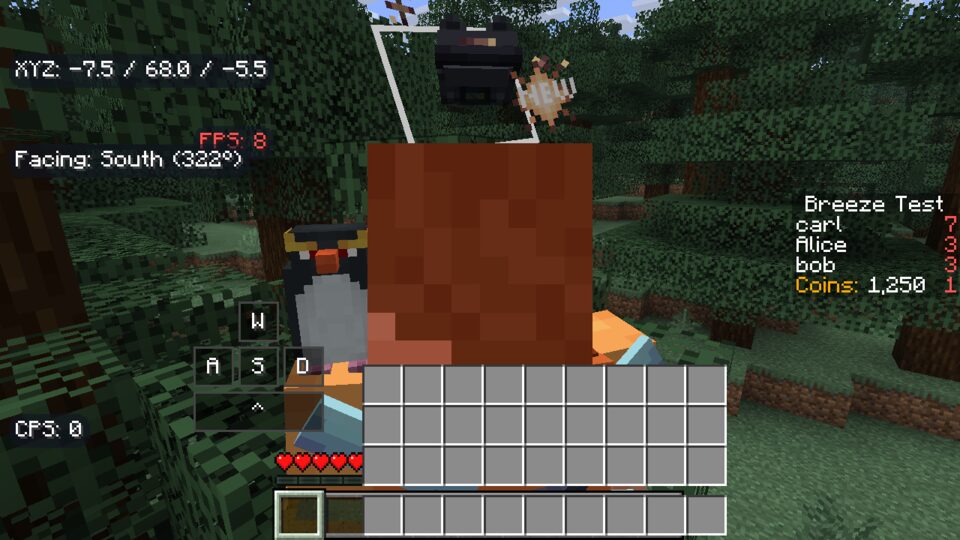 XYZ: -7.5 / 68.0 / -5.5
FPS: 8
Facing: South (322º)
Breeze Test
carl 7
Alice 3
bob 3
Coins: 1,250 1
W
A S D
^
CPS: 0